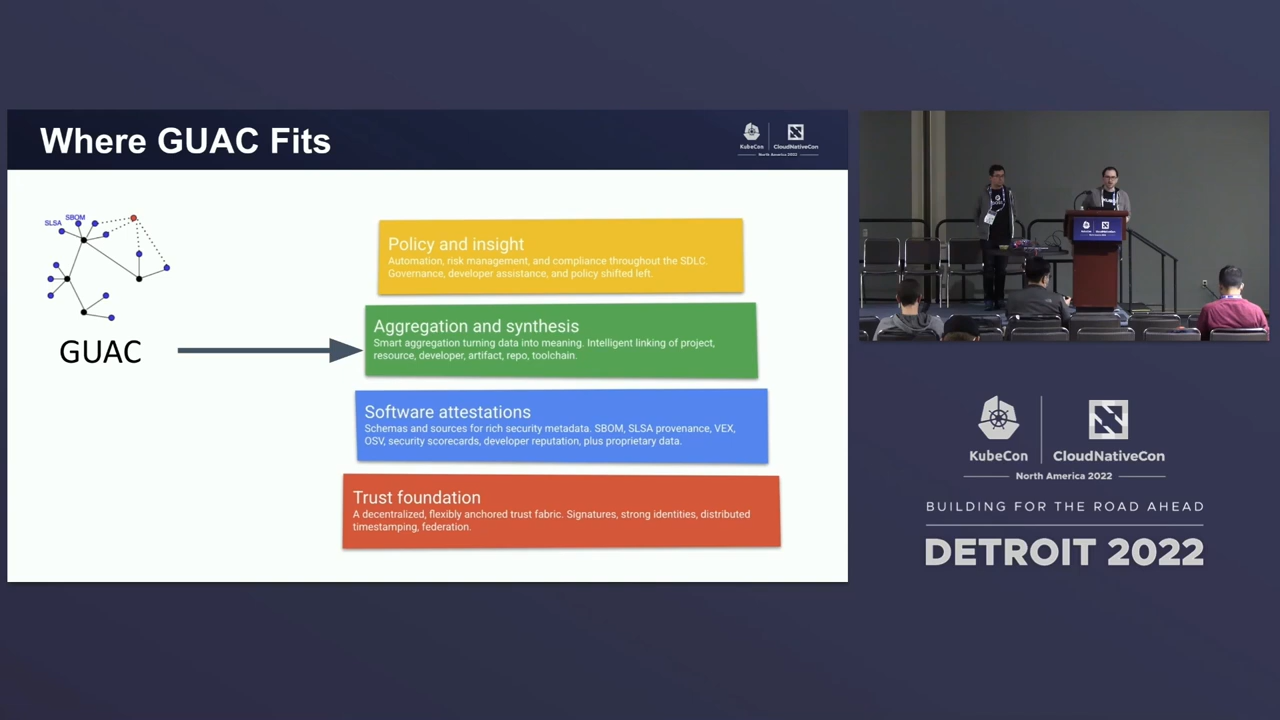 Where GUAC Fits
KubeCon
CloudNativeCon
North America 2022
SLSA
SBOM
GUAC
Policy and insight
Automation, risk management, and compliance throughout the SDLC.
Governance, developer assistance, and policy shifted left.
Aggregation and synthesis
Smart aggregation turning data into meaning. Intelligent linking of project,
resource, developer, artifact, repo, toolchain.
Software attestations
Schemas and sources for rich security metadata. SBOM, SLSA provenance, VEX,
OSV, security scorecards, developer reputation, plus proprietary data.
Trust foundation
A decentralized, flexibly anchored trust fabric. Signatures, strong identities, distributed
timestamping, federation.
KubeCon
CloudNativeCon
North America 2022
BUILDING FOR THE ROAD AHEAD
DETROIT 2022